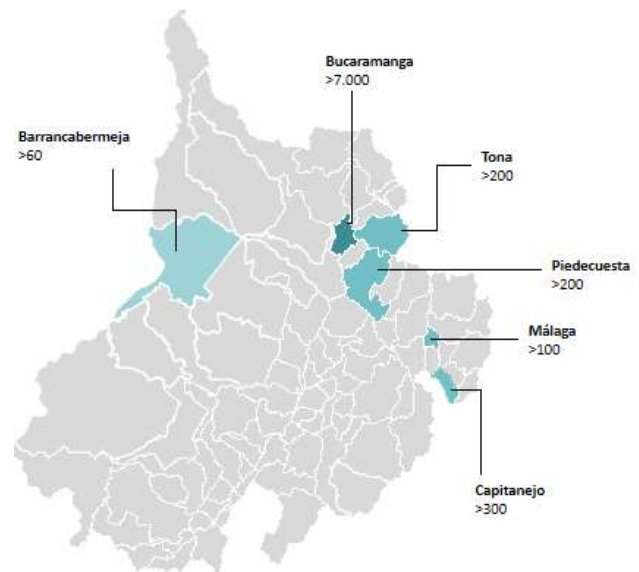 Bucaramanga
>7.000
Barrancabermeja
>60
Tona
>200
Piedecuesta
>200
Málaga
>100
Capitanejo
>300